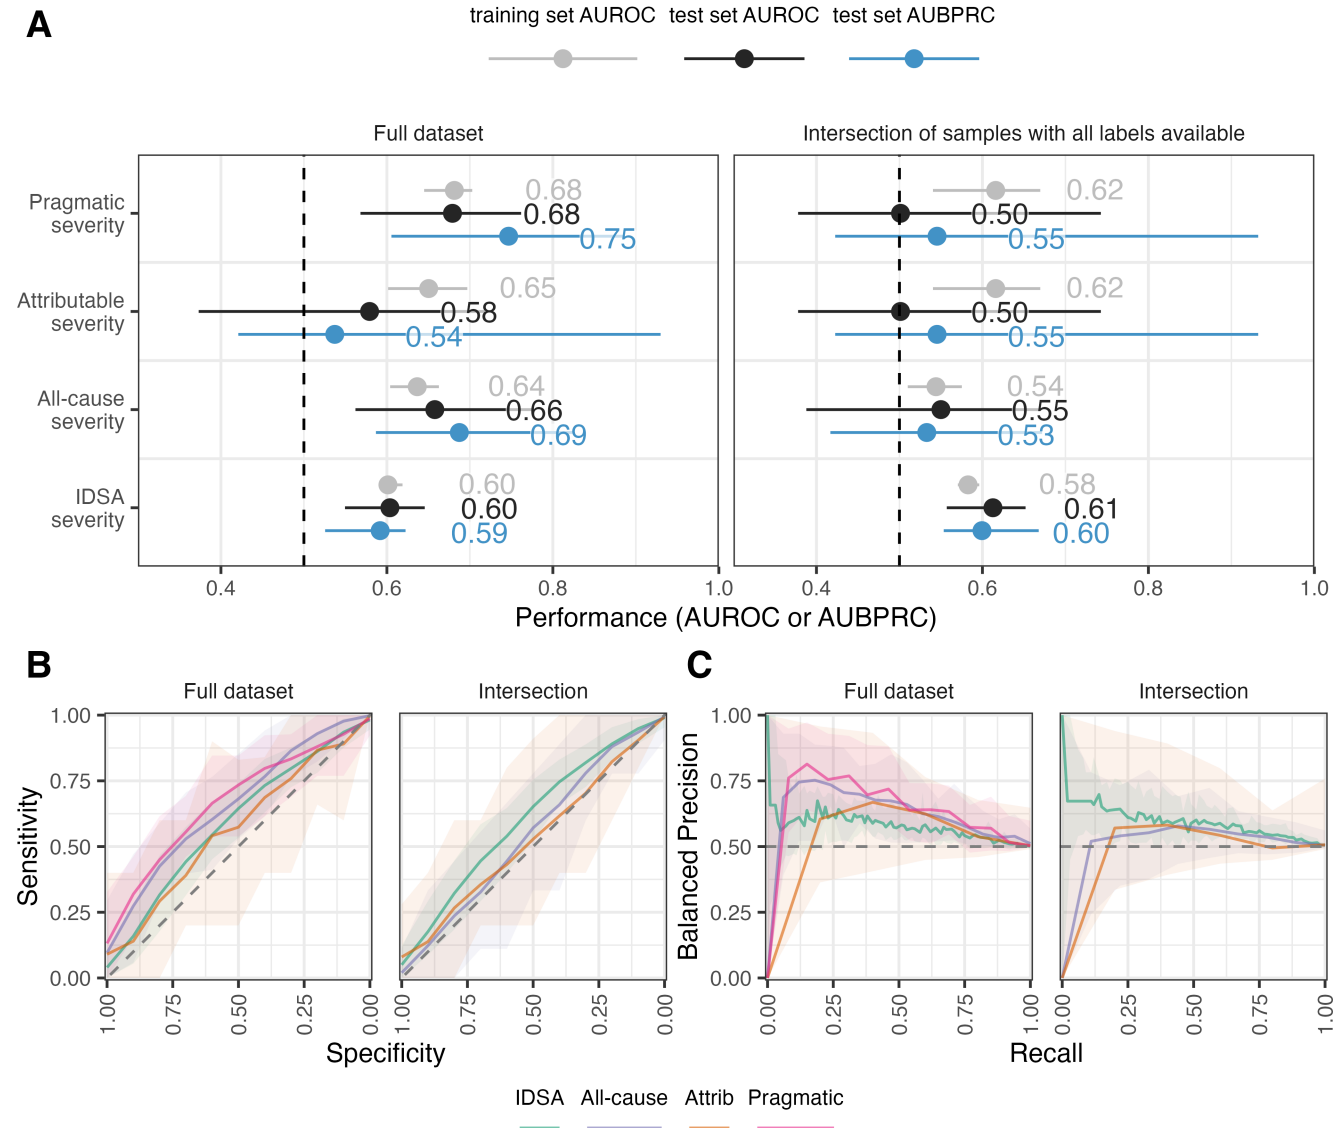 A
training set AUROC test set AUROC test set AUBPRC
Full dataset
Intersection of samples with all labels available
Pragmatic
severity
0.68
0.68
0.75
0.62
0.50
0.55
Attributable
severity
0.65
0.58
0.54
0.62
0.50
0.55
All-cause
severity
0.64
0.66
0.69
0.54
0.55
0.53
IDSA
severity
0.60
0.60
0.59
0.58
0.61
0.60
0.4 0.6 0.8 1.0 0.4 0.6 0.8 1.0
Performance (AUROC or AUBPRC)
B
Full dataset Intersection
Sensitivity
1.00
0.75
0.50
0.25
0.00
1.00 0.75 0.50 0.25 0.00 1.00 0.75 0.50 0.25 0.00
Specificity
C
Full dataset Intersection
Balanced Precision
1.00
0.75
0.50
0.25
0.00
0.00 0.25 0.50 0.75 1.00 0.00 0.25 0.50 0.75 1.00
Recall
IDSA All-cause Attrib Pragmatic